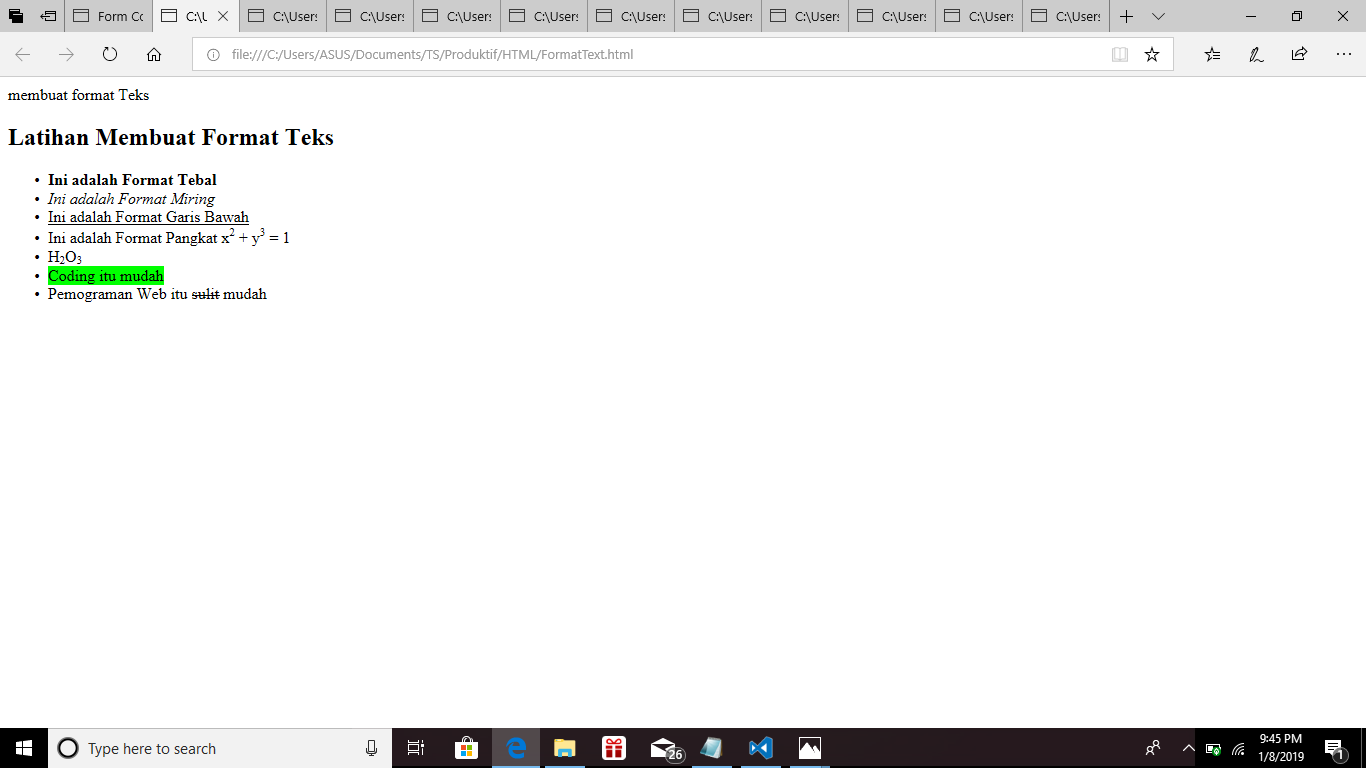 Form Co
C:\U
C:\Users
C:\Users
C:\Users
C:\Users
C:\Users
C:\Users
C:\Users
C:\Users
C:\Users
C:\Users
file:///C:/Users/ASUS/Documents/TS/Produktif/HTML/FormatText.html
membuat format Teks
Latihan Membuat Format Teks
• Ini adalah Format Tebal
• Ini adalah Format Miring
• Ini adalah Format Garis Bawah
• Ini adalah Format Pangkat x² + y³ = 1
• H₂O₃
• Coding itu mudah
• Pemograman Web itu sulit mudah
Type here to search
26
9:45 PM
1/8/2019
1